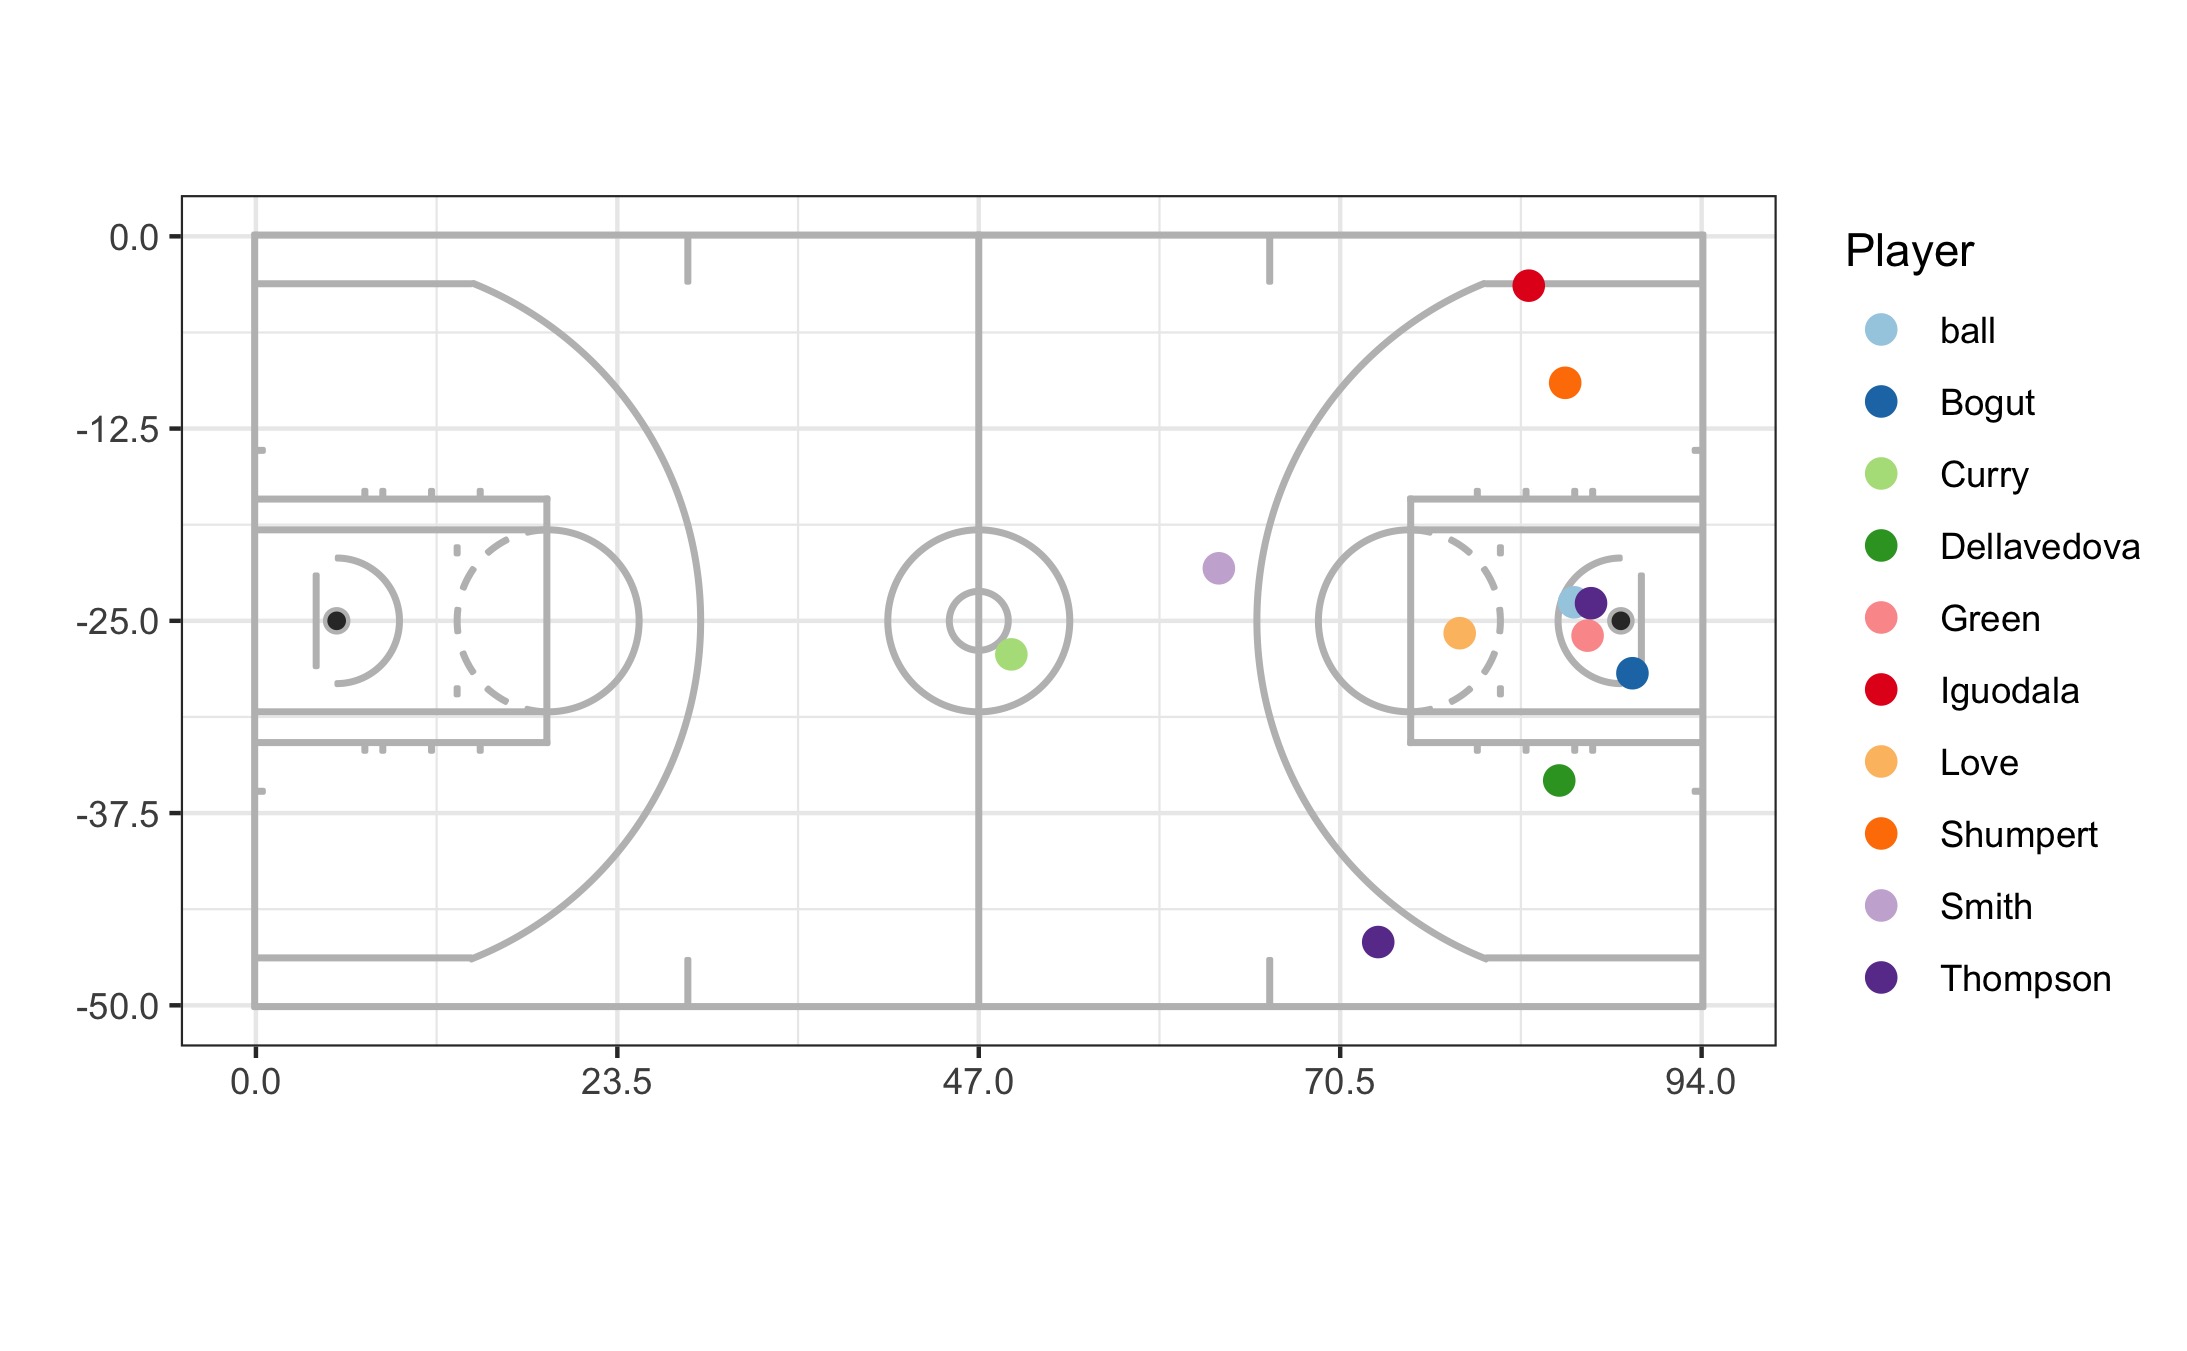 0.0
-12.5
-25.0
-37.5
-50.0
0.0 23.5 47.0 70.5 94.0
Player
ball
Bogut
Curry
Dellavedova
Green
Iguodala
Love
Shumpert
Smith
Thompson